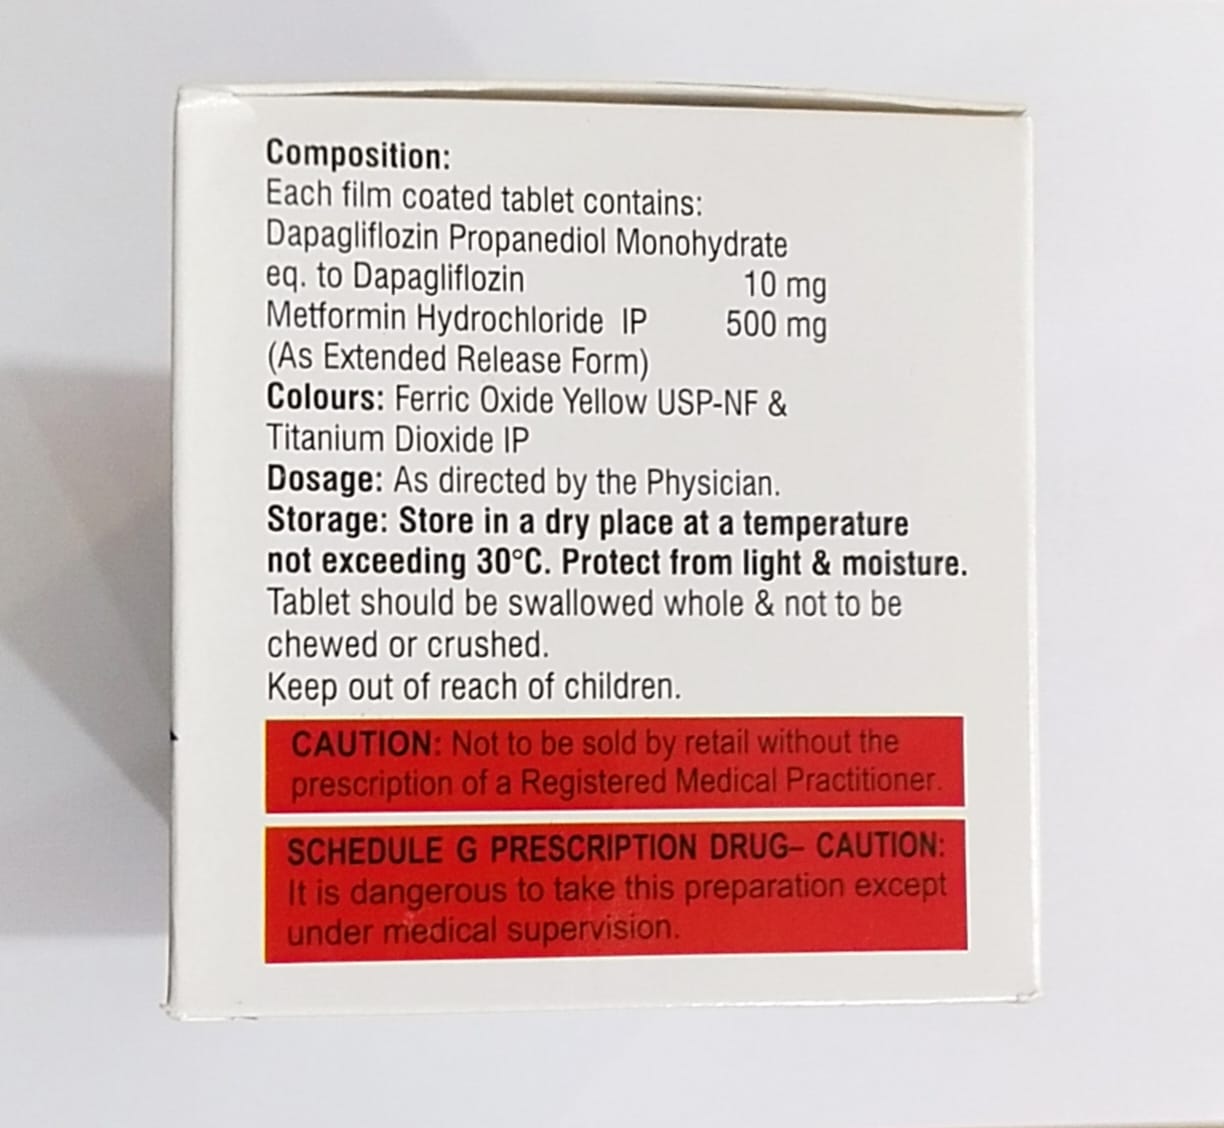 Composition:
Each film coated tablet contains:
Dapagliflozin Propanediol Monohydrate
eq. to Dapagliflozin 10 mg
Metformin Hydrochloride IP 500 mg
(As Extended Release Form)
Colours: Ferric Oxide Yellow USP-NF &
Titanium Dioxide IP
Dosage: As directed by the Physician.
Storage: Store in a dry place at a temperature
not exceeding 30°C. Protect from light & moisture.
Tablet should be swallowed whole & not to be
chewed or crushed.
Keep out of reach of children.
CAUTION: Not to be sold by retail without the
prescription of a Registered Medical Practitioner.
SCHEDULE G PRESCRIPTION DRUG– CAUTION:
It is dangerous to take this preparation except
under medical supervision.